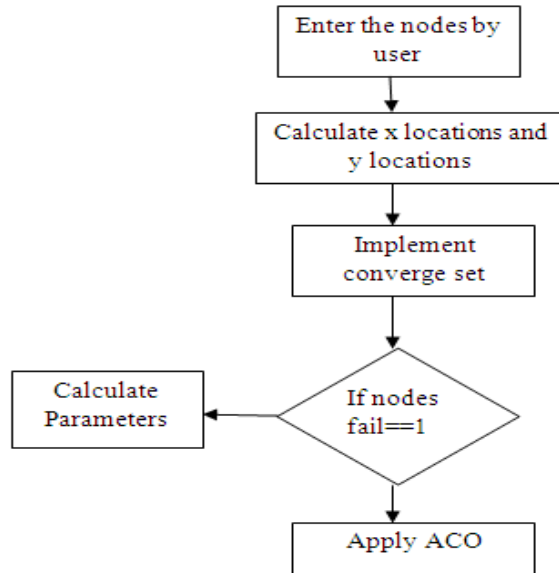 Enter the nodes by
user
Calculate x locations and
y locations
Implement
converge set
If nodes
fail==1
Calculate
Parameters
Apply ACO